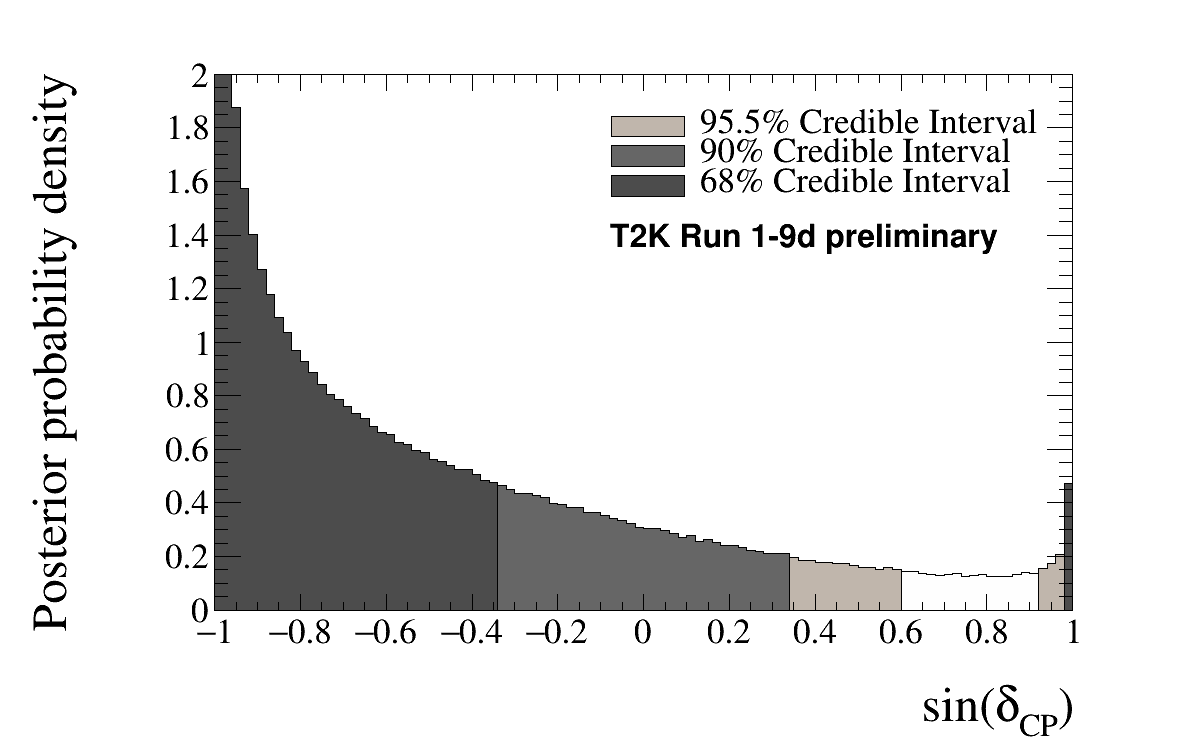 Posterior probability density
2
1.8
1.6
1.4
1.2
1
0.8
0.6
0.4
0.2
0
95.5% Credible Interval
90% Credible Interval
68% Credible Interval
T2K Run 1-9d preliminary
−1 −0.8 −0.6 −0.4 −0.2 0 0.2 0.4 0.6 0.8 1
sin(δCP)